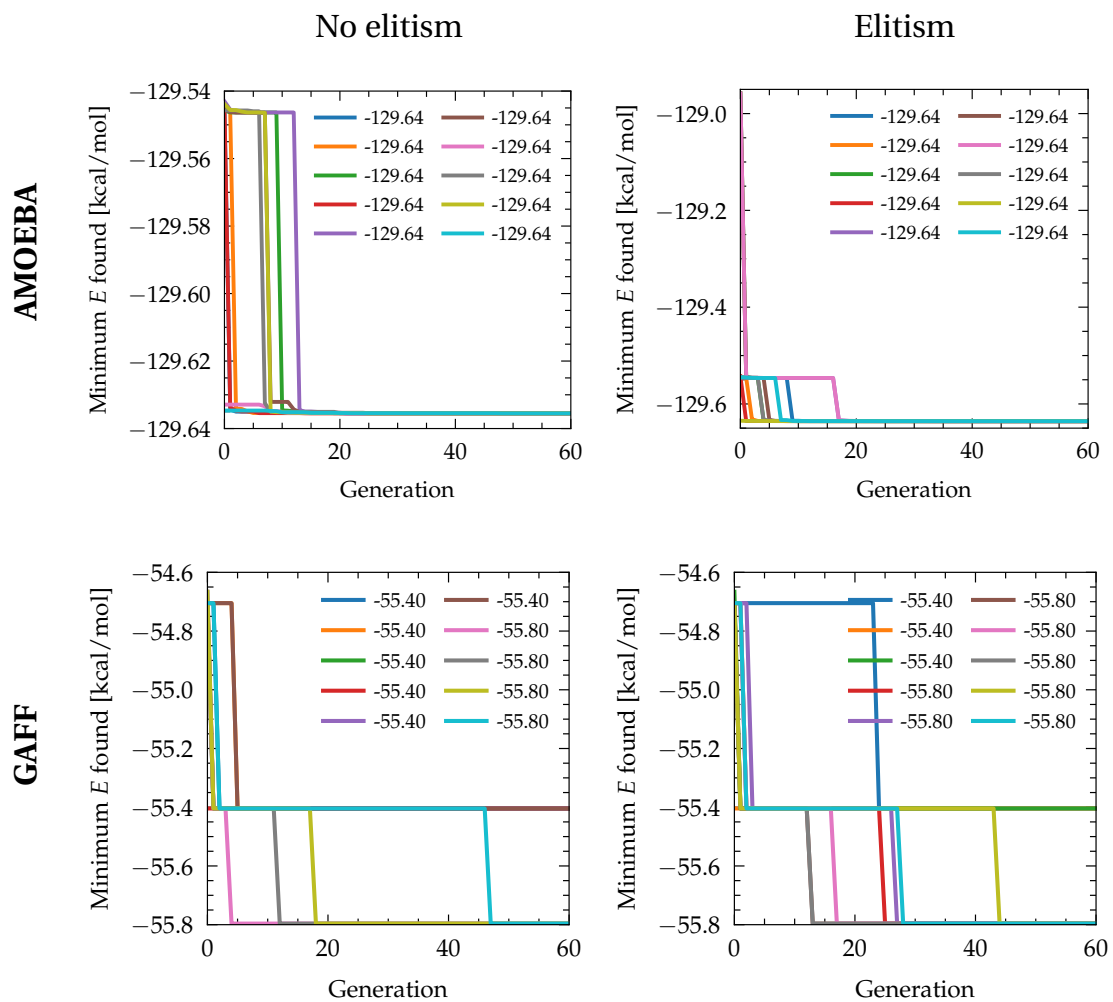 No elitism
Elitism
AMOEBA
Minimum E found [kcal/mol]
−129.54
−129.56
−129.58
−129.60
−129.62
−129.64
-129.64 -129.64
-129.64 -129.64
-129.64 -129.64
-129.64 -129.64
-129.64 -129.64
0 20 40 60
Generation
Minimum E found [kcal/mol]
−129.0
−129.2
−129.4
−129.6
-129.64 -129.64
-129.64 -129.64
-129.64 -129.64
-129.64 -129.64
-129.64 -129.64
0 20 40 60
Generation
GAFF
Minimum E found [kcal/mol]
−54.6
−54.8
−55.0
−55.2
−55.4
−55.6
−55.8
-55.40 -55.40
-55.40 -55.80
-55.40 -55.80
-55.40 -55.80
-55.40 -55.80
0 20 40 60
Generation
Minimum E found [kcal/mol]
−54.6
−54.8
−55.0
−55.2
−55.4
−55.6
−55.8
-55.40 -55.80
-55.40 -55.80
-55.40 -55.80
-55.80 -55.80
-55.80 -55.80
0 20 40 60
Generation